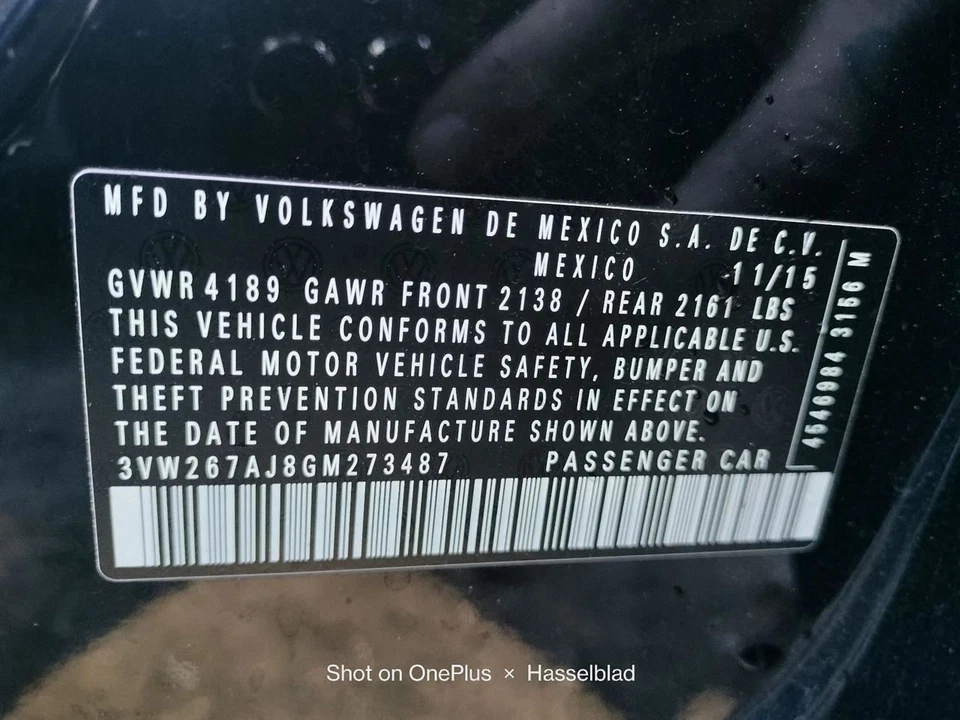 MFD BY VOLKSWAGEN DE MEXICO S.A. DE C.V.
MEXICO 11/15
GVWR 4189 GAWR FRONT 2138 / REAR 2161 LBS
THIS VEHICLE CONFORMS TO ALL APPLICABLE U.S.
FEDERAL MOTOR VEHICLE SAFETY, BUMPER AND
THEFT PREVENTION STANDARDS IN EFFECT ON
THE DATE OF MANUFACTURE SHOWN ABOVE.
3VW267AJ8GM273487 PASSENGER CAR
4546984 3166 M
Shot on OnePlus × Hasselblad